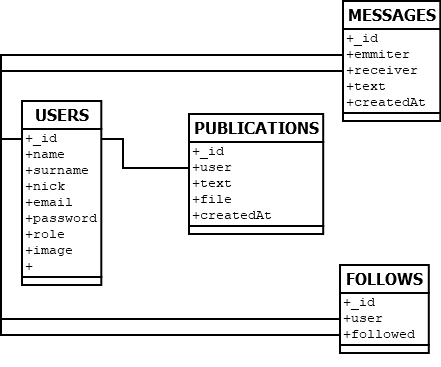 MESSAGES
+_id
+emmiter
+receiver
+text
+createdAt
USERS
+_id
+name
+surname
+nick
+email
+password
+role
+image
+
PUBLICATIONS
+_id
+user
+text
+file
+createdAt
FOLLOWS
+_id
+user
+followed